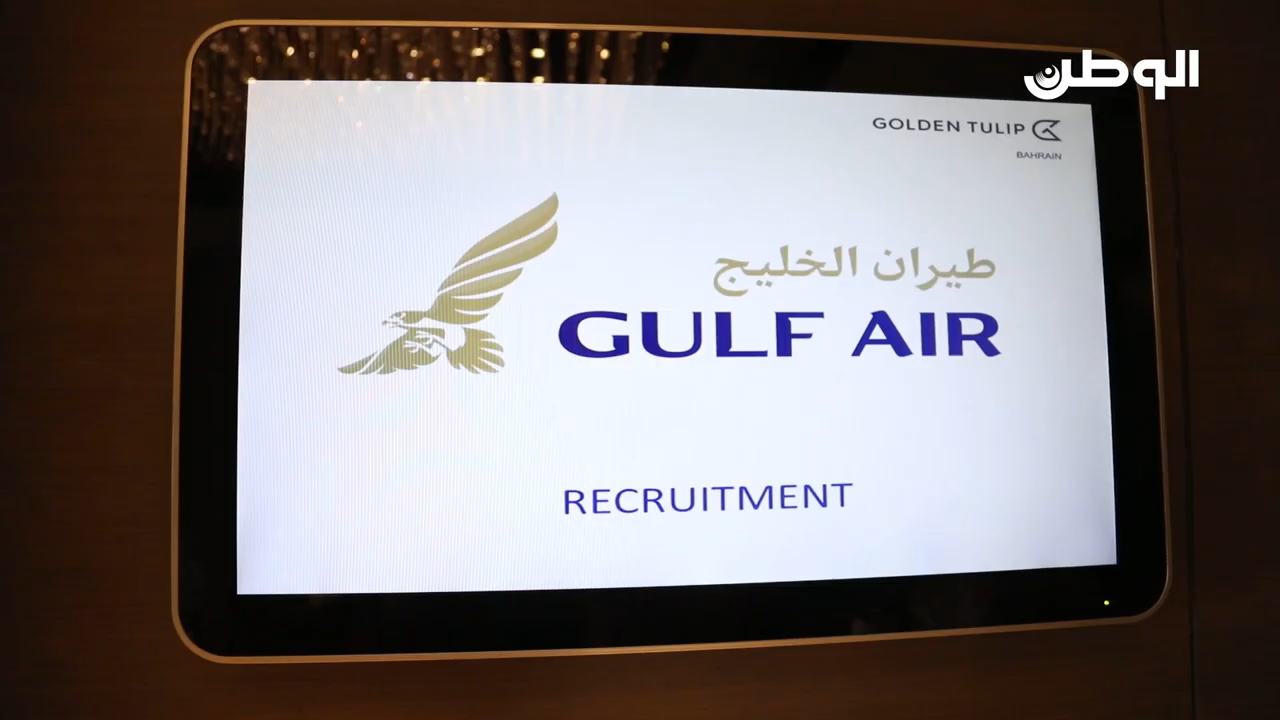 الوطن
GOLDEN TULIP
BAHRAIN
طيران الخليج
GULF AIR
RECRUITMENT